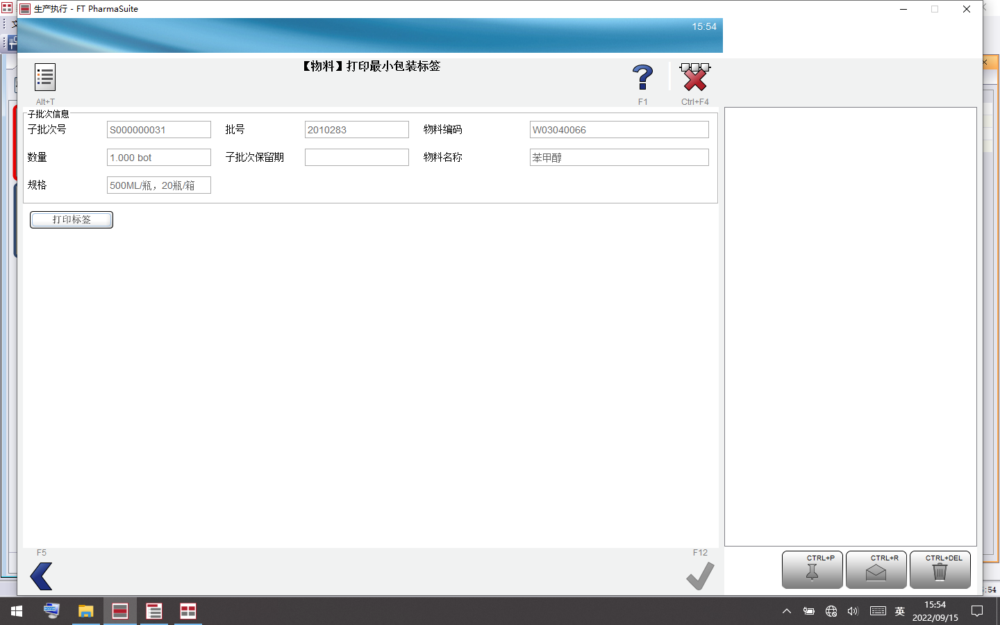 生产执行 - FT PharmaSuite
15:54
【物料】打印最小包装标签
Alt+T
F1
Ctrl+F4
子批次信息
子批次号 S000000031 批号 2010283 物料编码 W03040066
数量 1.000 bot 子批次保留期 物料名称 苯甲醇
规格 500ML/瓶，20瓶/箱
打印标签
F5
F12
CTRL+P
CTRL+R
CTRL+DEL
:54
英
15:54
2022/09/15